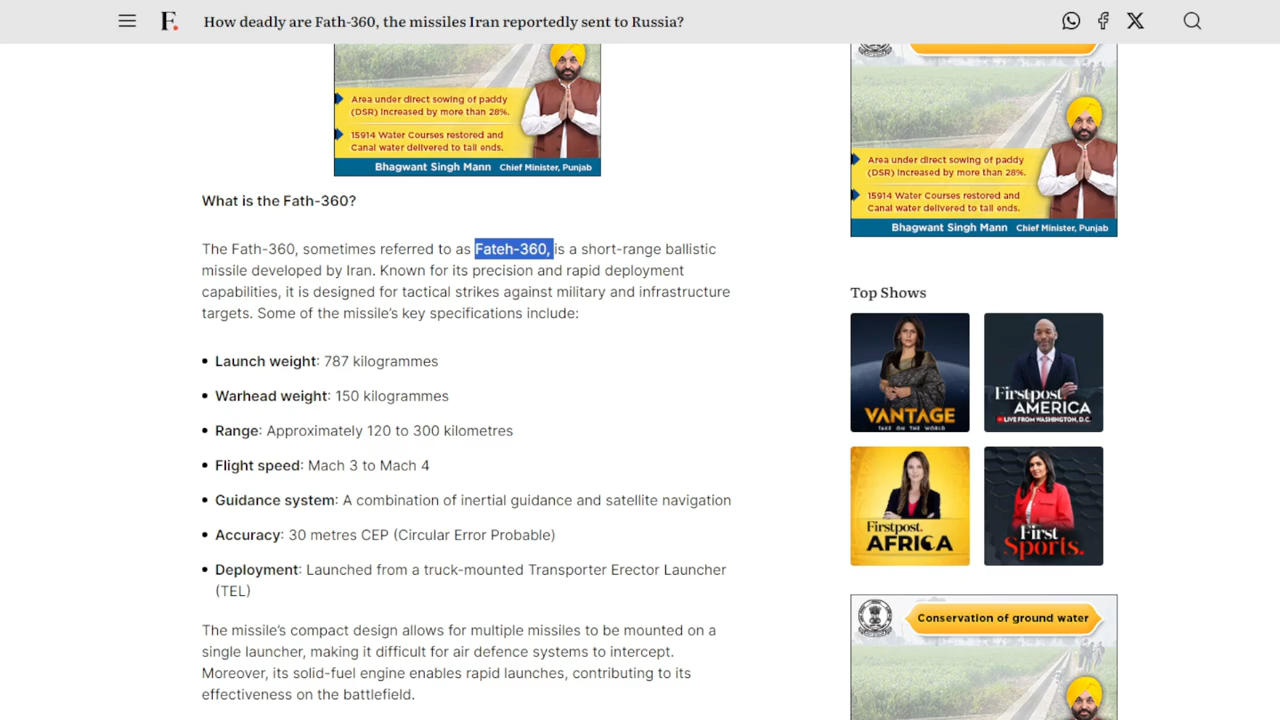 F.
How deadly are Fath-360, the missiles Iran reportedly sent to Russia?
Area under direct sowing of paddy
(DSR) increased by more than 28%.
15914 Water Courses restored and
Canal water delivered to tail ends.
Bhagwant Singh Mann Chief Minister, Punjab
What is the Fath-360?
The Fath-360, sometimes referred to as Fateh-360, is a short-range ballistic
missile developed by Iran. Known for its precision and rapid deployment
capabilities, it is designed for tactical strikes against military and infrastructure
targets. Some of the missile’s key specifications include:
• Launch weight: 787 kilogrammes
• Warhead weight: 150 kilogrammes
• Range: Approximately 120 to 300 kilometres
• Flight speed: Mach 3 to Mach 4
• Guidance system: A combination of inertial guidance and satellite navigation
• Accuracy: 30 metres CEP (Circular Error Probable)
• Deployment: Launched from a truck-mounted Transporter Erector Launcher
(TEL)
The missile’s compact design allows for multiple missiles to be mounted on a
single launcher, making it difficult for air defence systems to intercept.
Moreover, its solid-fuel engine enables rapid launches, contributing to its
effectiveness on the battlefield.
Area under direct sowing of paddy
(DSR) increased by more than 28%.
15914 Water Courses restored and
Canal water delivered to tail ends.
Bhagwant Singh Mann Chief Minister, Punjab
Top Shows
VANTAGE
TAKE ON THE WORLD
Firstpost
AMERICA
LIVE FROM WASHINGTON, D.C.
Firstpost.
AFRICA
First
Sports.
Conservation of ground water